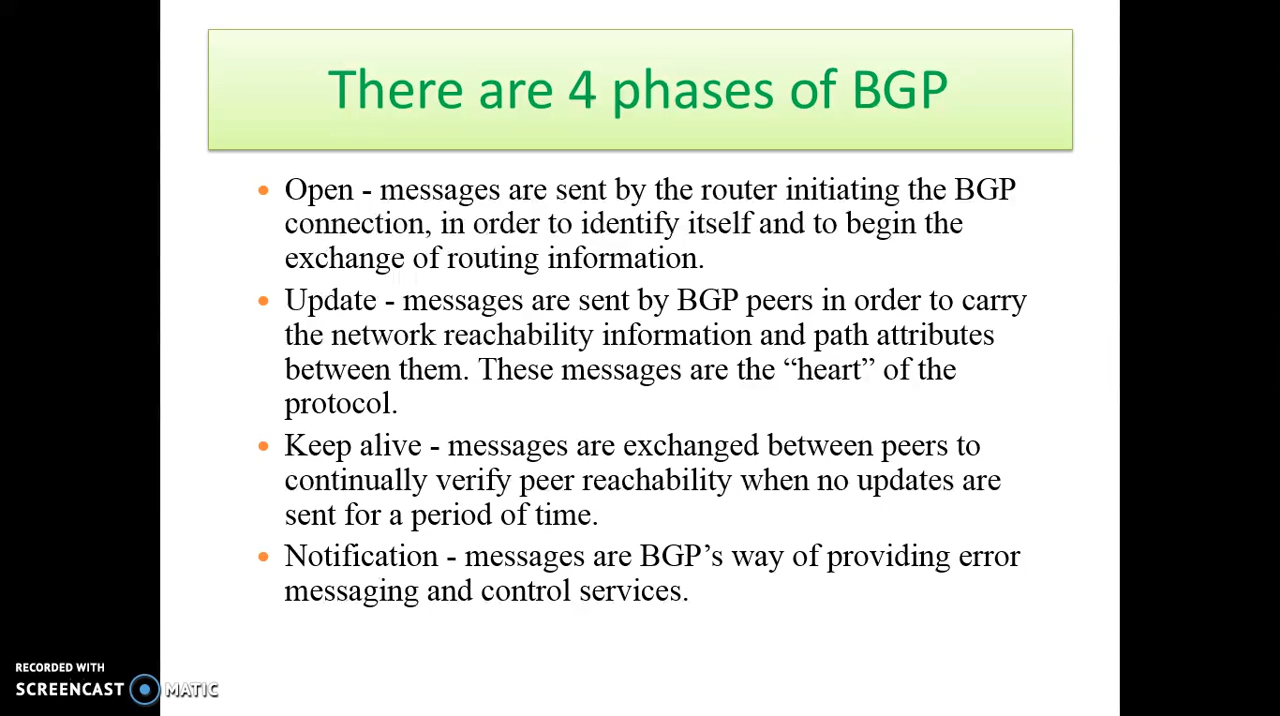 There are 4 phases of BGP
• Open - messages are sent by the router initiating the BGP
connection, in order to identify itself and to begin the
exchange of routing information.
• Update - messages are sent by BGP peers in order to carry
the network reachability information and path attributes
between them. These messages are the “heart” of the
protocol.
• Keep alive - messages are exchanged between peers to
continually verify peer reachability when no updates are
sent for a period of time.
• Notification - messages are BGP’s way of providing error
messaging and control services.
RECORDED WITH
SCREENCAST MATIC